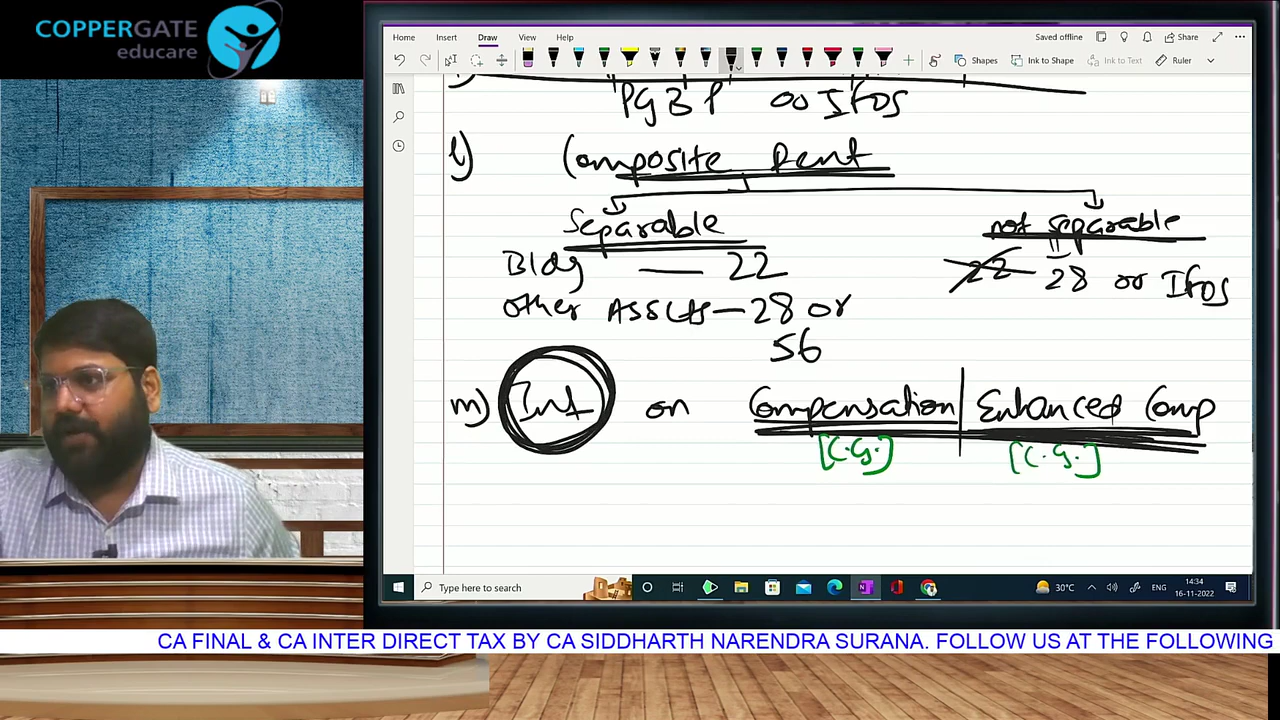 COPPERGATE
educare
Home Insert Draw View Help
Saved offline
Share
Shapes
Ink to Shape
Ink to Text
Ruler
PGBP or IFOS
l) Composite Rent
Separable
not separable
Bldg — 22
22 28 or IFOS
other Assets — 28 or
56
m) Int on Compensation | Enhanced Comp
[C.G.] [C.G.]
Type here to search
30°C
ENG
14:34
16-11-2022
CA FINAL & CA INTER DIRECT TAX BY CA SIDDHARTH NARENDRA SURANA. FOLLOW US AT THE FOLLOWING